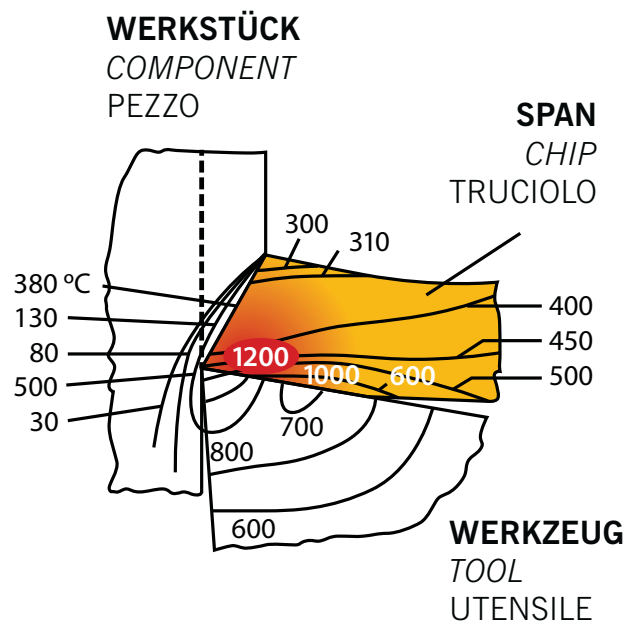 WERKSTÜCK
COMPONENT
PEZZO
SPAN
CHIP
TRUCIOLO
300
310
380 ºC
130
80
500
30
400
450
500
1200
1000
600
700
800
600
WERKZEUG
TOOL
UTENSILE